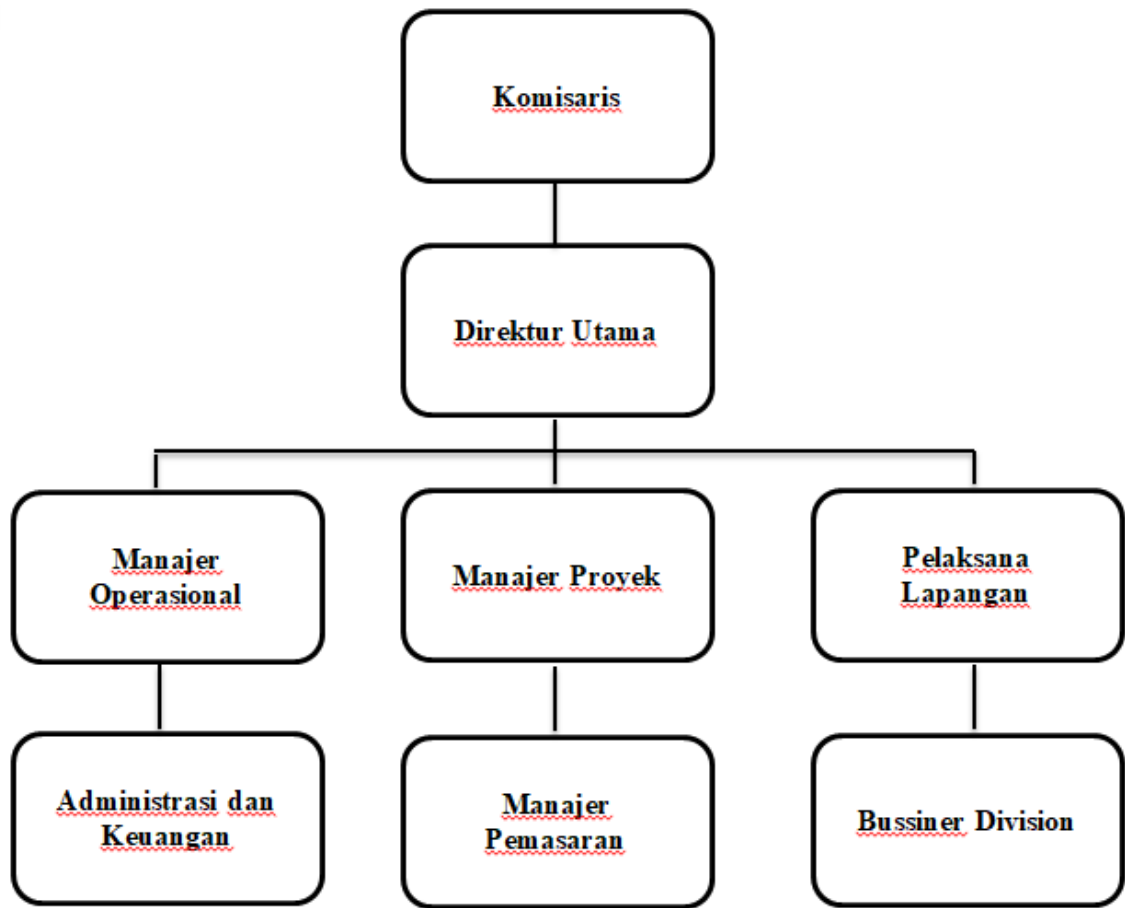 Komisaris
Direktur Utama
Manajer
Operasional
Manajer Proyek
Pelaksana
Lapangan
Administrasi dan
Keuangan
Manajer
Pemasaran
Bussiner Division